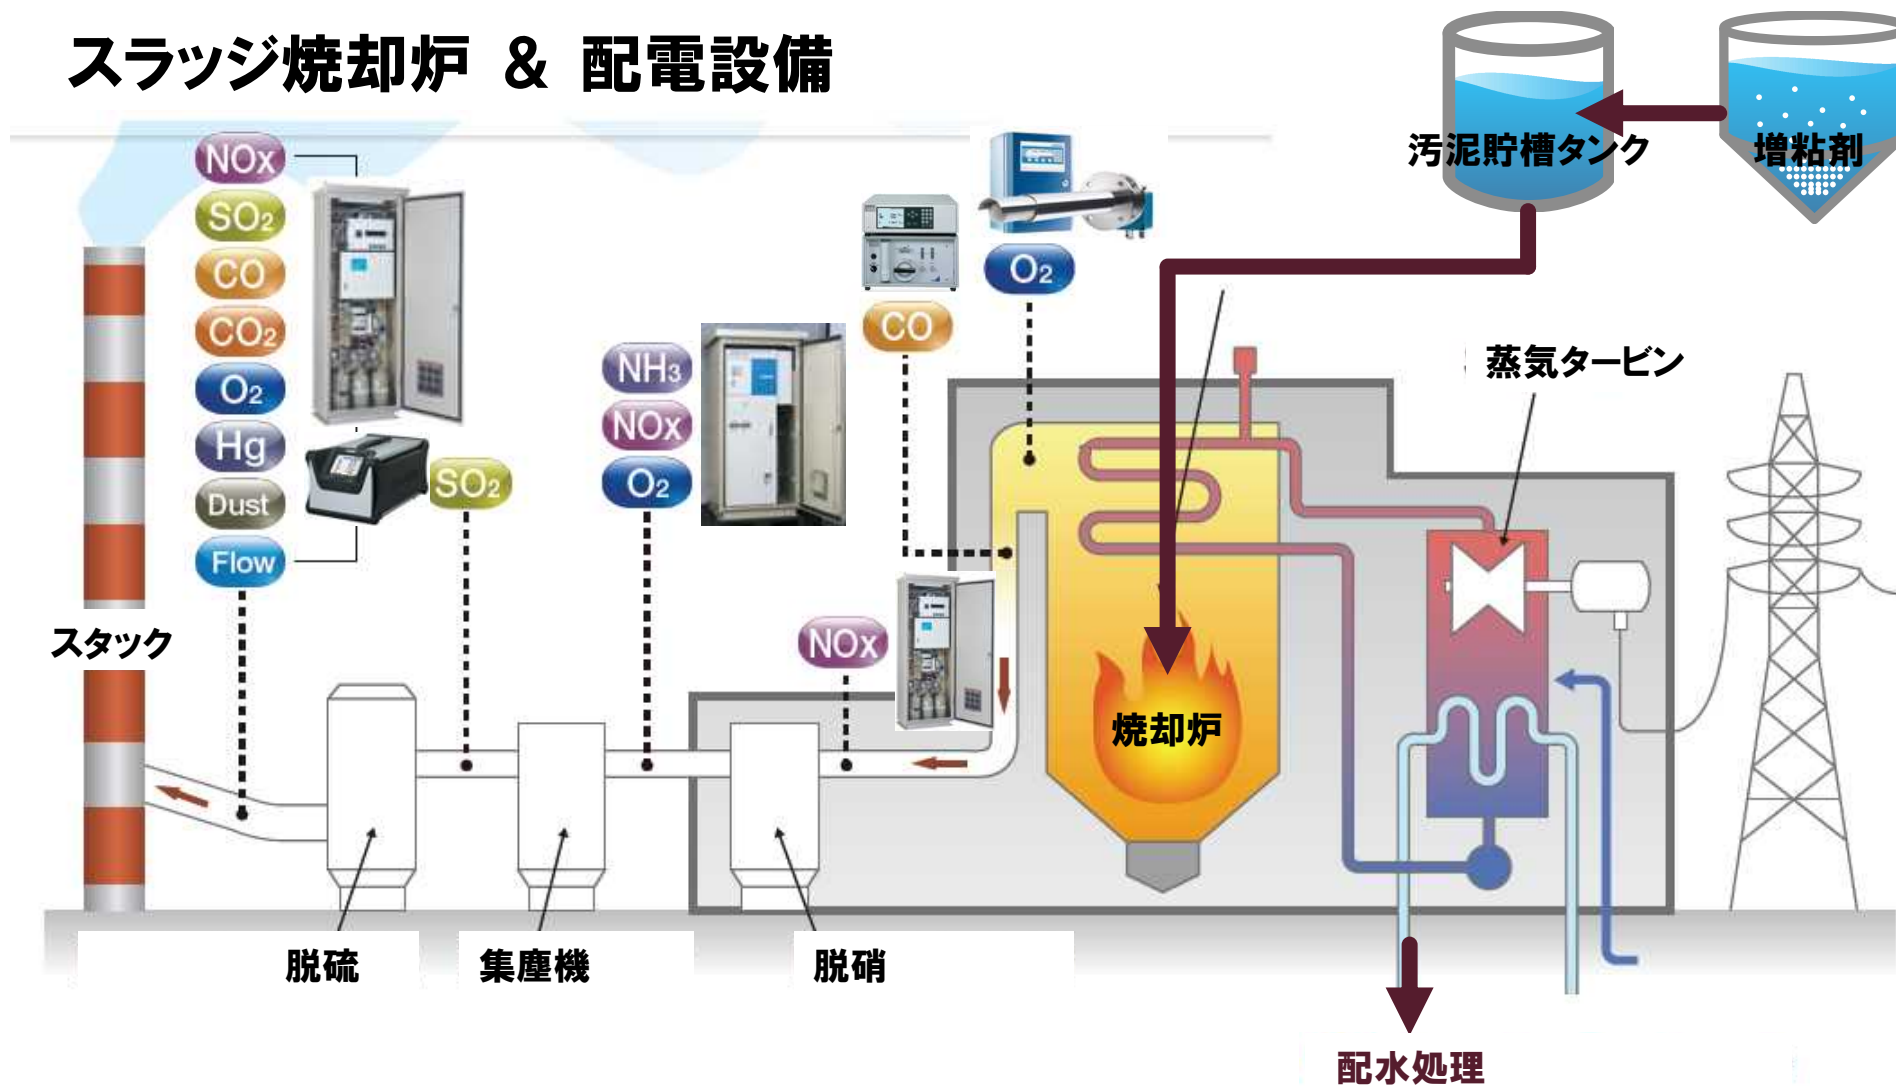 スラッジ焼却炉 & 配電設備
汚泥貯槽タンク
増粘剤
NOx
SO2
CO
CO2
O2
Hg
Dust
Flow
SO2
NH3
NOx
O2
CO
O2
NOx
蒸気タービン
スタック
焼却炉
脱硫
集塵機
脱硝
配水処理